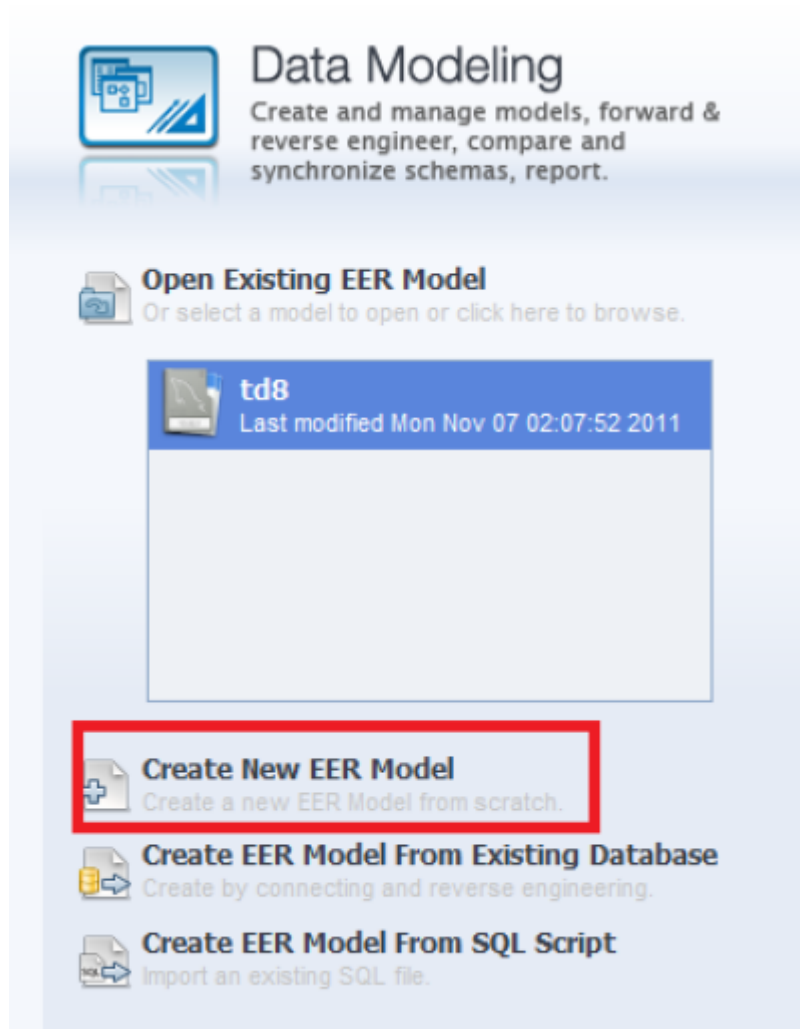 Data Modeling
Create and manage models, forward &
reverse engineer, compare and
synchronize schemas, report.
Open Existing EER Model
Or select a model to open or click here to browse.
td8
Last modified Mon Nov 07 02:07:52 2011
Create New EER Model
Create a new EER Model from scratch.
Create EER Model From Existing Database
Create by connecting and reverse engineering.
Create EER Model From SQL Script
Import an existing SQL file.